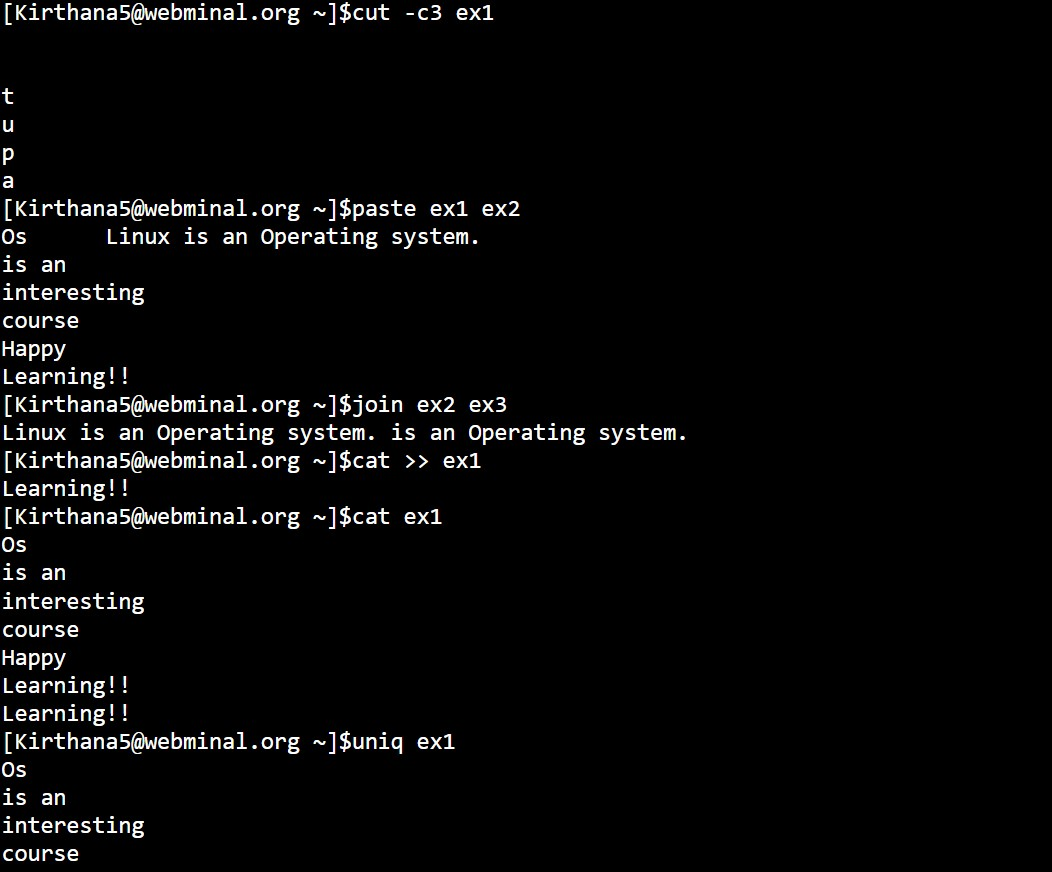 [Kirthana5@webminal.org ~]$cut -c3 ex1
t
u
p
a
[Kirthana5@webminal.org ~]$paste ex1 ex2
Os      Linux is an Operating system.
is an
interesting
course
Happy
Learning!!
[Kirthana5@webminal.org ~]$join ex2 ex3
Linux is an Operating system. is an Operating system.
[Kirthana5@webminal.org ~]$cat >> ex1
Learning!!
[Kirthana5@webminal.org ~]$cat ex1
Os
is an
interesting
course
Happy
Learning!!
Learning!!
[Kirthana5@webminal.org ~]$uniq ex1
Os
is an
interesting
course